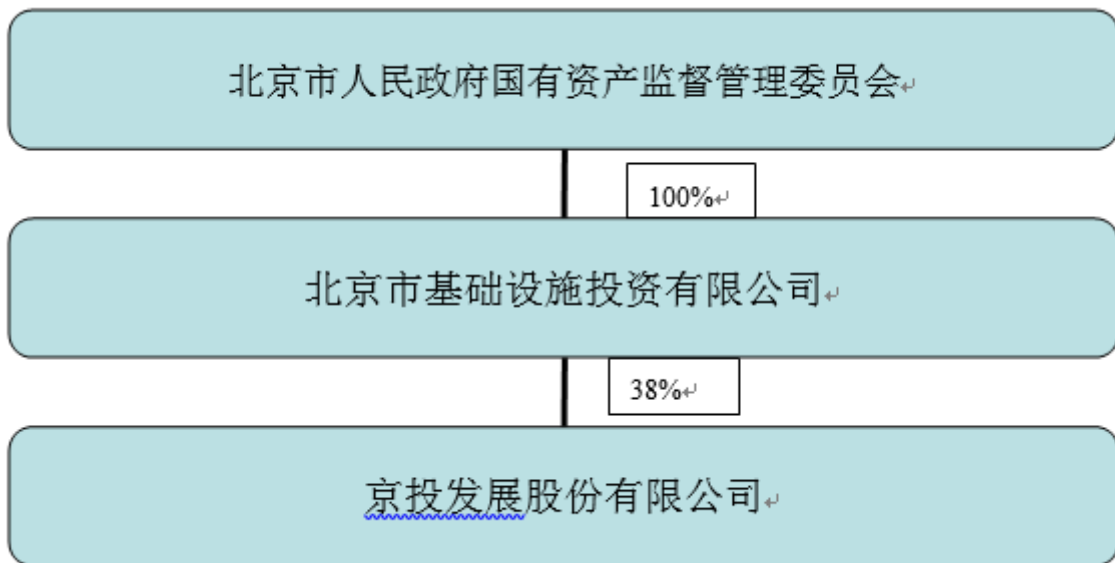 北京市人民政府国有资产监督管理委员会
100%
北京市基础设施投资有限公司
38%
京投发展股份有限公司